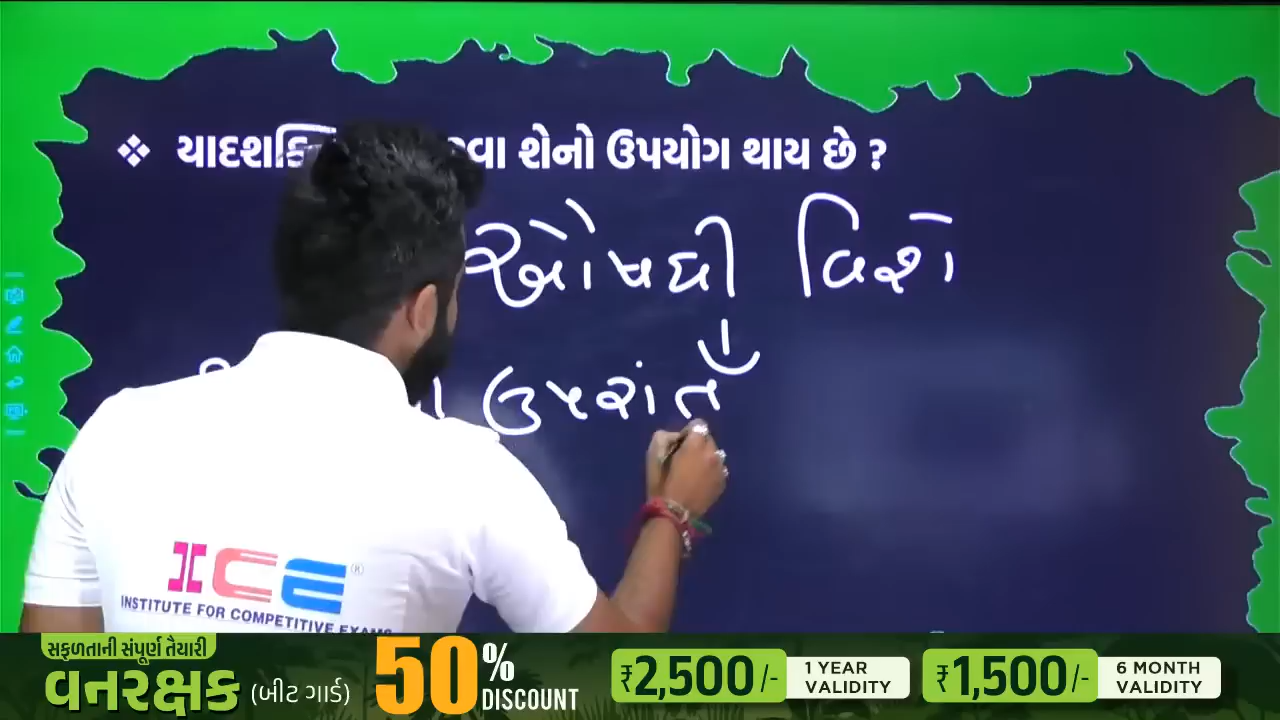 ❖ યાદશક્તિ રવા શેનો ઉપયોગ થાય છે ?
ઔષધી વિશે
ઉપરાંત
ICE®
INSTITUTE FOR COMPETITIVE EXAMS
સફળતાની સંપૂર્ણ તૈયારી
વનરક્ષક (બીટ ગાર્ડ)
50% DISCOUNT
₹2,500/- 1 YEAR VALIDITY
₹1,500/- 6 MONTH VALIDITY